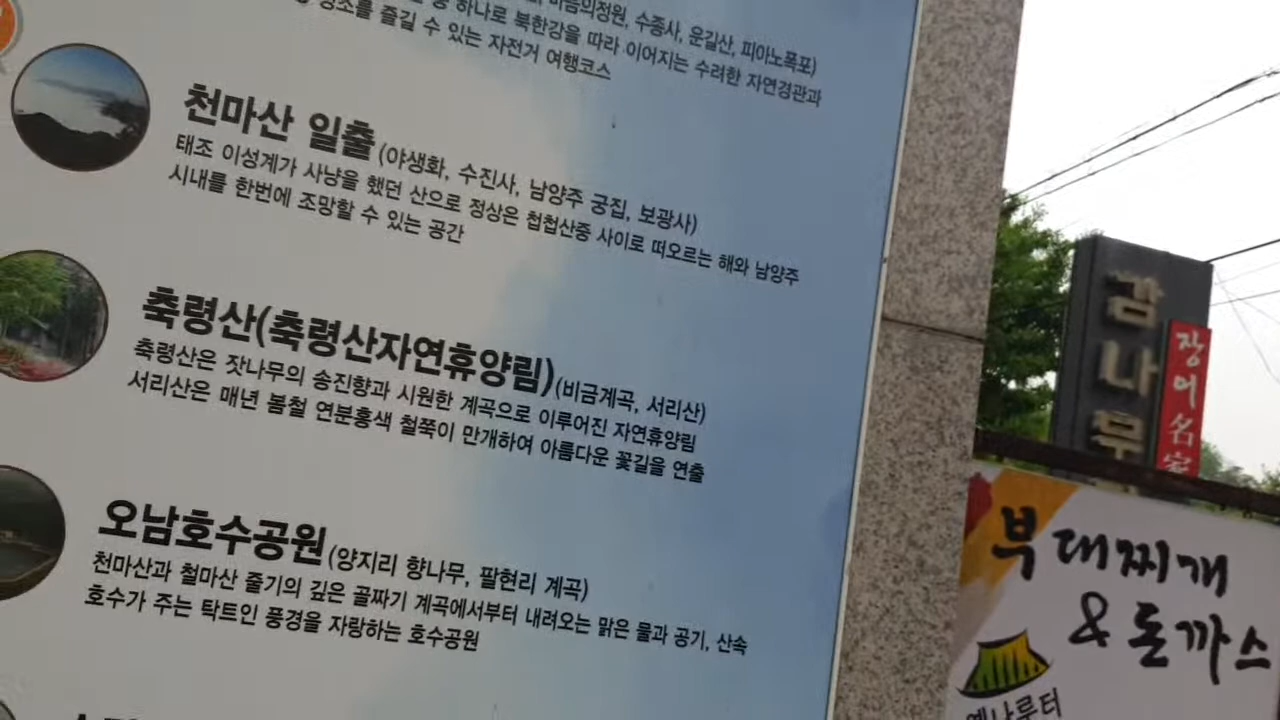 마음의정원, 수종사, 운길산, 피아노폭포)
중 하나로 북한강을 따라 이어지는 수려한 자연경관과
명소를 즐길 수 있는 자전거 여행코스
천마산 일출(야생화, 수진사, 남양주 궁집, 보광사)
태조 이성계가 사냥을 했던 산으로 정상은 첩첩산중 사이로 떠오르는 해와 남양주
시내를 한번에 조망할 수 있는 공간
축령산(축령산자연휴양림)(비금계곡, 서리산)
축령산은 잣나무의 송진향과 시원한 계곡으로 이루어진 자연휴양림
서리산은 매년 봄철 연분홍색 철쭉이 만개하여 아름다운 꽃길을 연출
오남호수공원(양지리 향나무, 팔현리 계곡)
천마산과 철마산 줄기의 깊은 골짜기 계곡에서부터 내려오는 맑은 물과 공기, 산속
호수가 주는 탁트인 풍경을 자랑하는 호수공원
감나무
장어名家
부대찌개
&돈까스
옛나루터